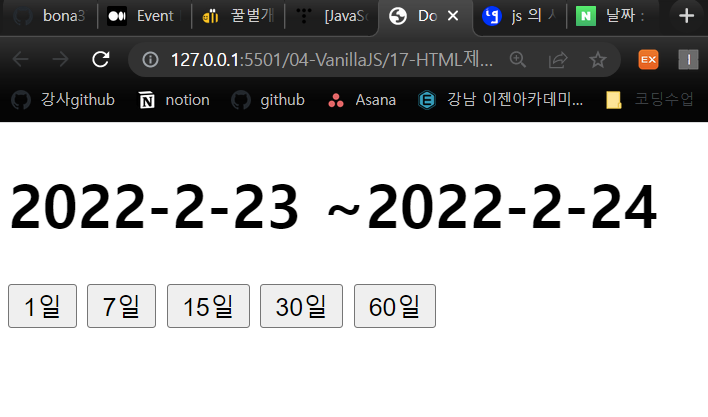 bona3 Event 꿀벌개 [JavaSc Do js 의 날짜 :
127.0.0.1:5501/04-VanillaJS/17-HTML제...
강사github notion github Asana 강남 이젠아카데미... 코딩수업
2022-2-23 ~2022-2-24
1일 7일 15일 30일 60일